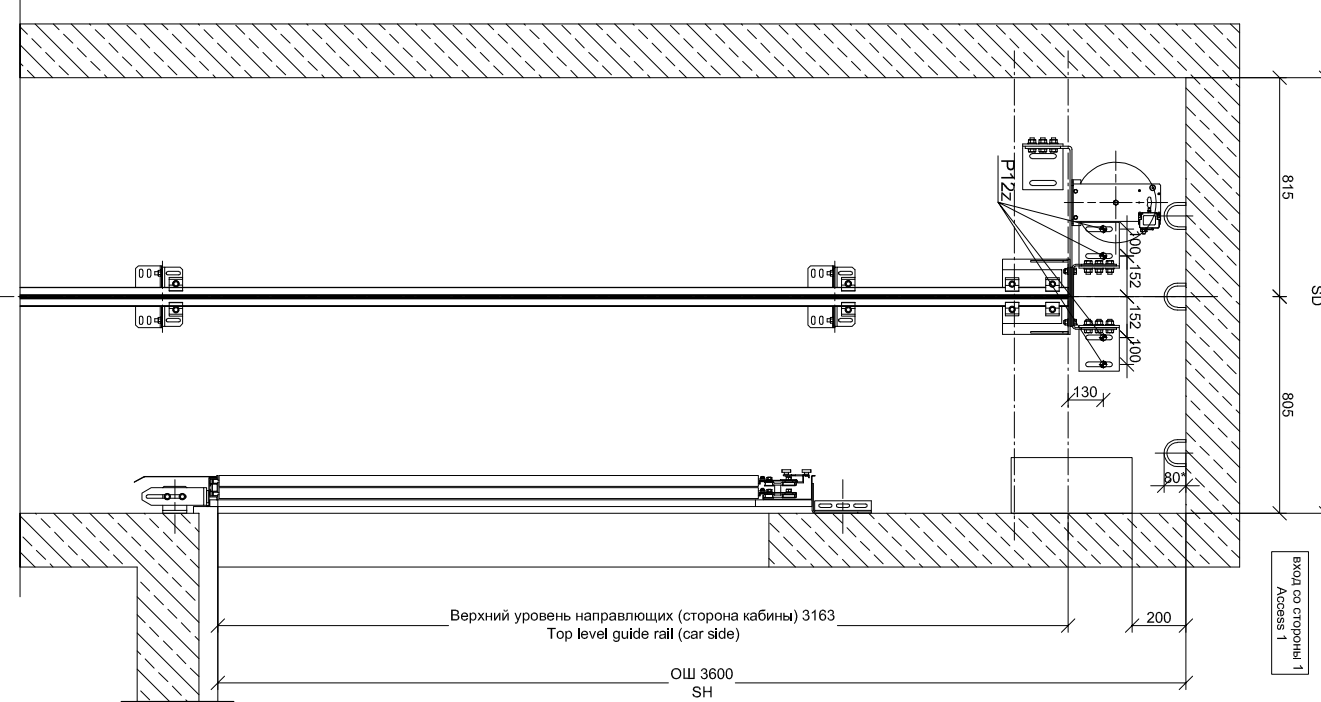 815
P12z
100
152
SD
152
100
130
805
80*
вход со стороны 1
Access 1
Верхний уровень направлющих (сторона кабины) 3163
Top level guide rail (car side)
200
ОШ 3600
SH